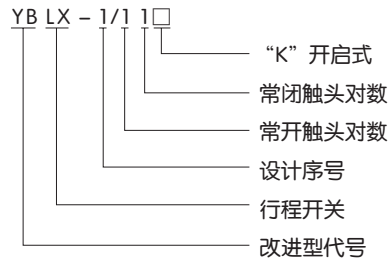 YB LX - 1/1 1□
“K”开启式
常闭触头对数
常开触头对数
设计序号
行程开关
改进型代号